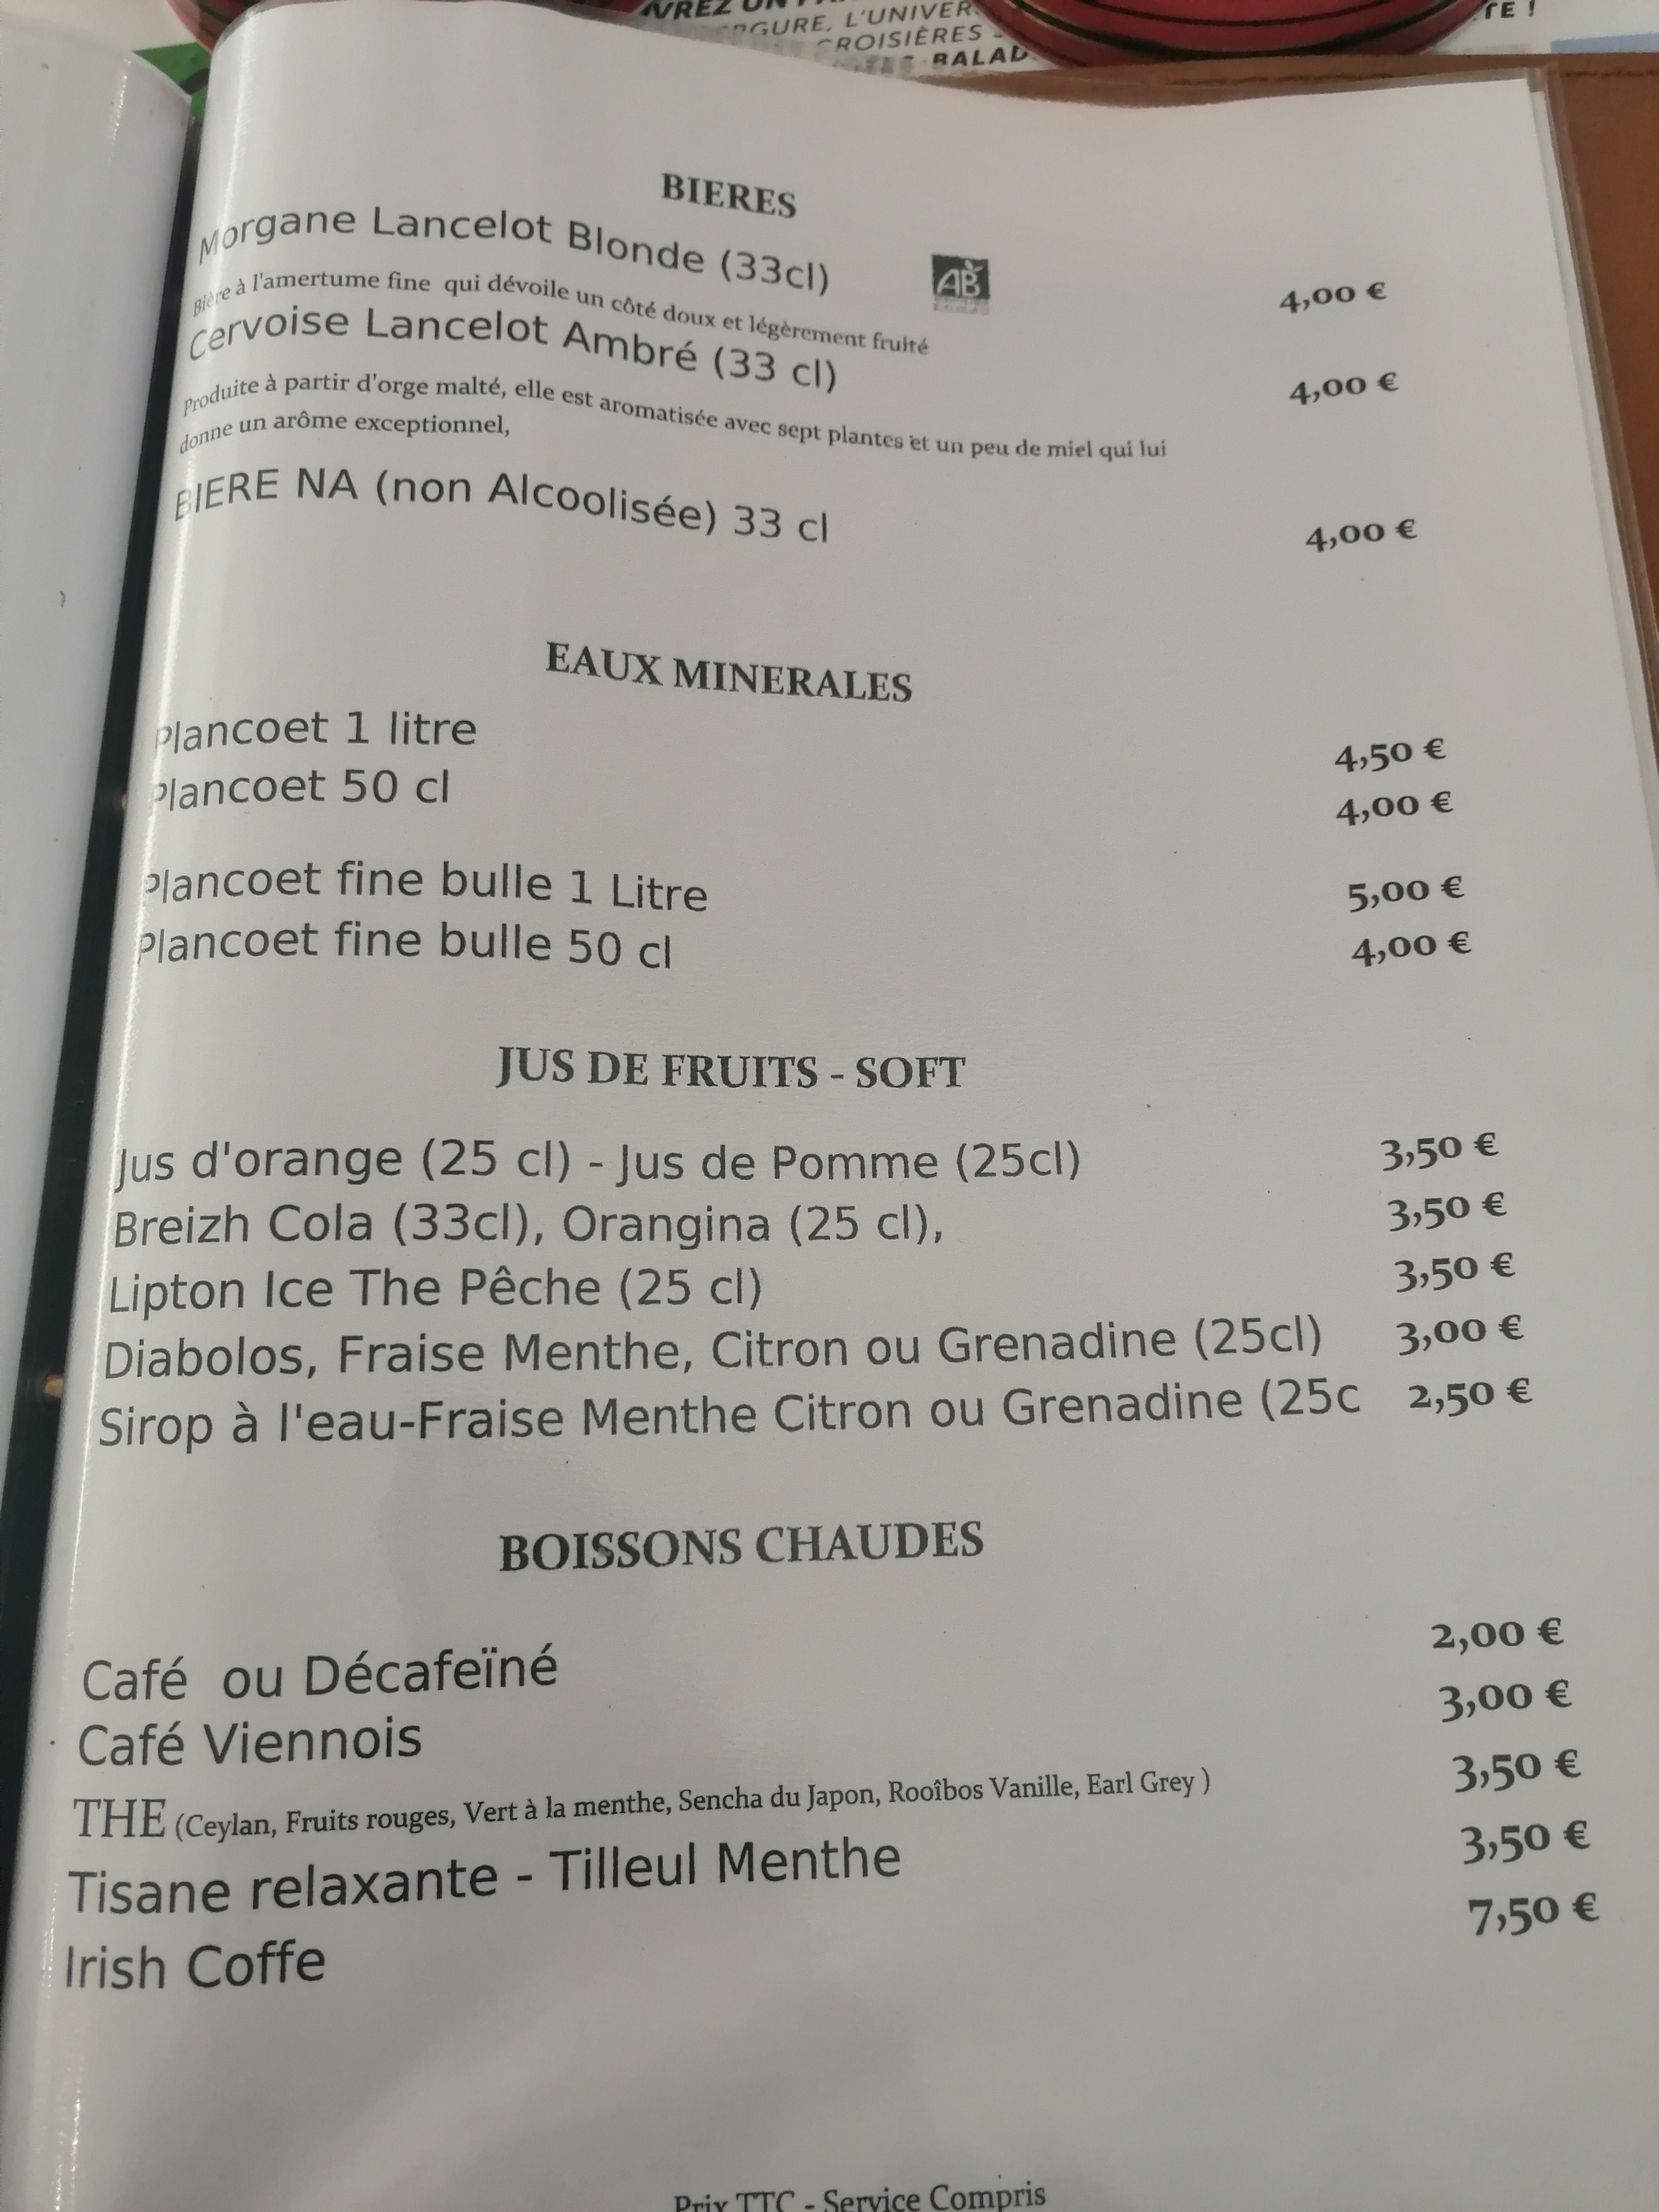 VREZ UN
RGURE, L'UNIVER
CROISIÈRES -
BALAD
TE !
BIERES
Morgane Lancelot Blonde (33cl) AB 4,00 €
Bière à l'amertume fine qui dévoile un côté doux et légèrement fruité
Cervoise Lancelot Ambré (33 cl) 4,00 €
Produite à partir d'orge malté, elle est aromatisée avec sept plantes et un peu de miel qui lui
donne un arôme exceptionnel,
BIERE NA (non Alcoolisée) 33 cl 4,00 €
EAUX MINERALES
Plancoet 1 litre 4,50 €
Plancoet 50 cl 4,00 €
Plancoet fine bulle 1 Litre 5,00 €
Plancoet fine bulle 50 cl 4,00 €
JUS DE FRUITS - SOFT
Jus d'orange (25 cl) - Jus de Pomme (25cl) 3,50 €
Breizh Cola (33cl), Orangina (25 cl), 3,50 €
Lipton Ice The Pêche (25 cl) 3,50 €
Diabolos, Fraise Menthe, Citron ou Grenadine (25cl) 3,00 €
Sirop à l'eau-Fraise Menthe Citron ou Grenadine (25c 2,50 €
BOISSONS CHAUDES
Café ou Décafeïné 2,00 €
Café Viennois 3,00 €
THE (Ceylan, Fruits rouges, Vert à la menthe, Sencha du Japon, Rooîbos Vanille, Earl Grey ) 3,50 €
Tisane relaxante - Tilleul Menthe 3,50 €
Irish Coffe 7,50 €
Prix TTC - Service Compris